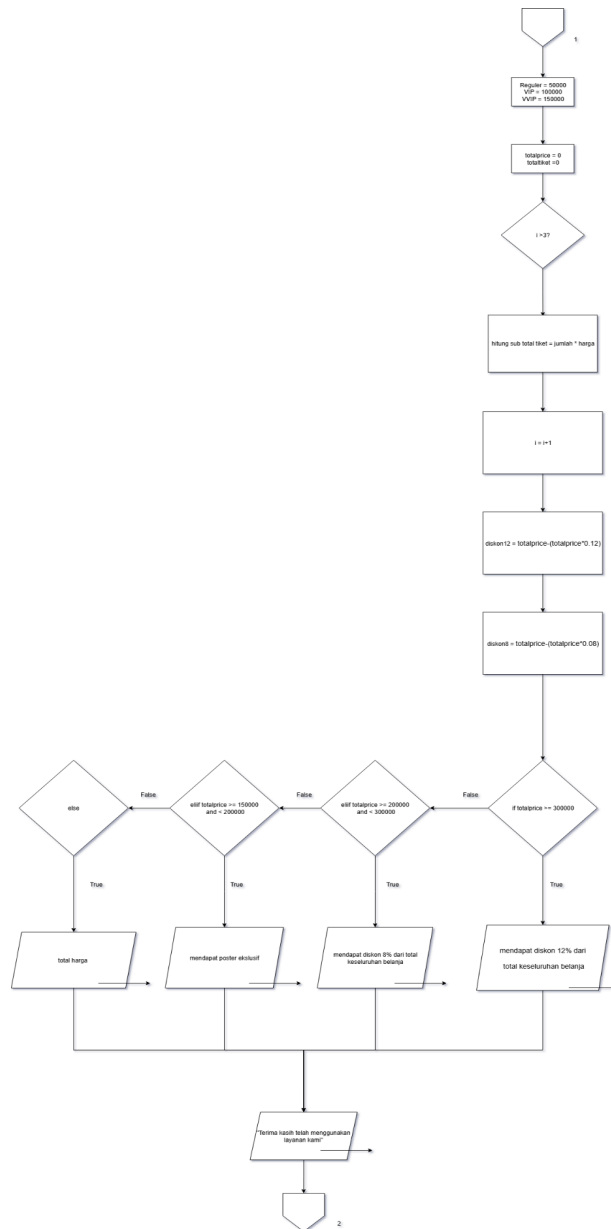 1
Reguler = 50000
VIP = 100000
VVIP = 150000
totalprice = 0
totaltiket =0
i >3?
hitung sub total tiket = jumlah * harga
i = i+1
diskon12 = totalprice-(totalprice*0.12)
diskon8 = totalprice-(totalprice*0.08)
else
False
elif totalprice >= 150000
and < 200000
False
elif totalprice >= 200000
and < 300000
False
if totalprice >= 300000
True
True
True
True
total harga
mendapat poster ekslusif
mendapat diskon 8% dari total
keseluruhan belanja
mendapat diskon 12% dari
total keseluruhan belanja
"Terima kasih telah menggunakan
layanan kami"
2